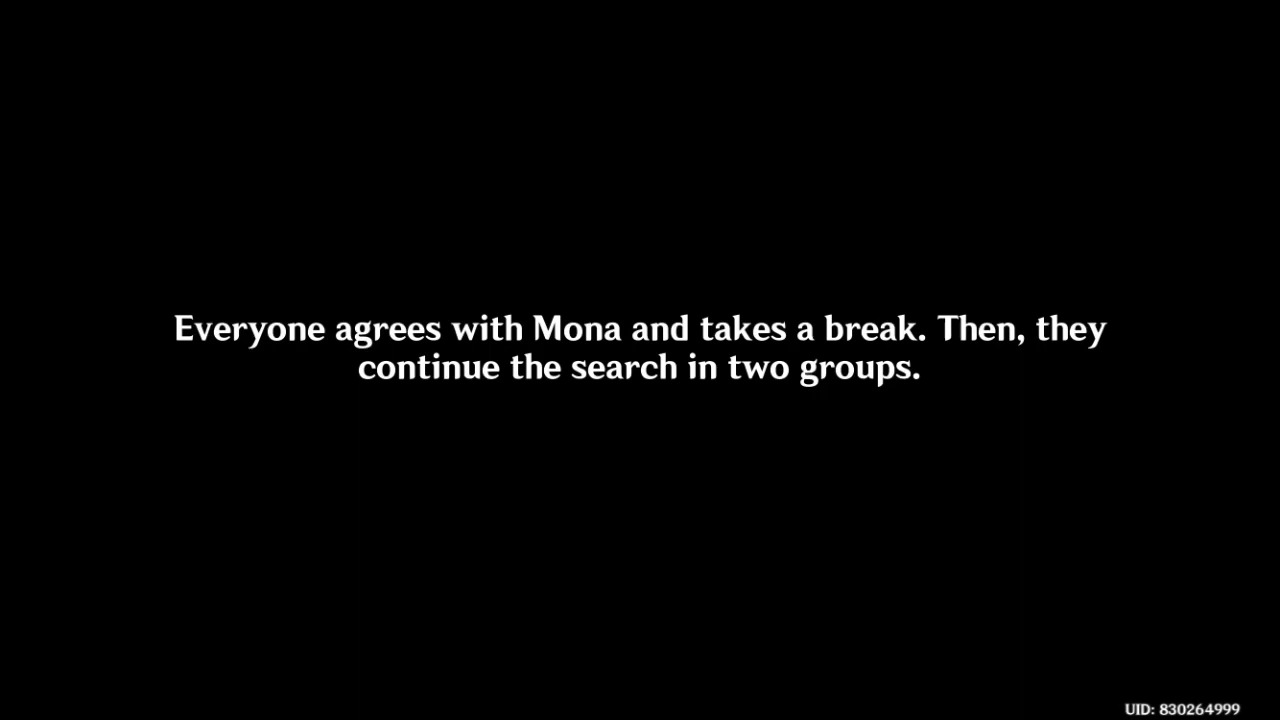 Everyone agrees with Mona and takes a break. Then, they
continue the search in two groups.
UID: 830264999